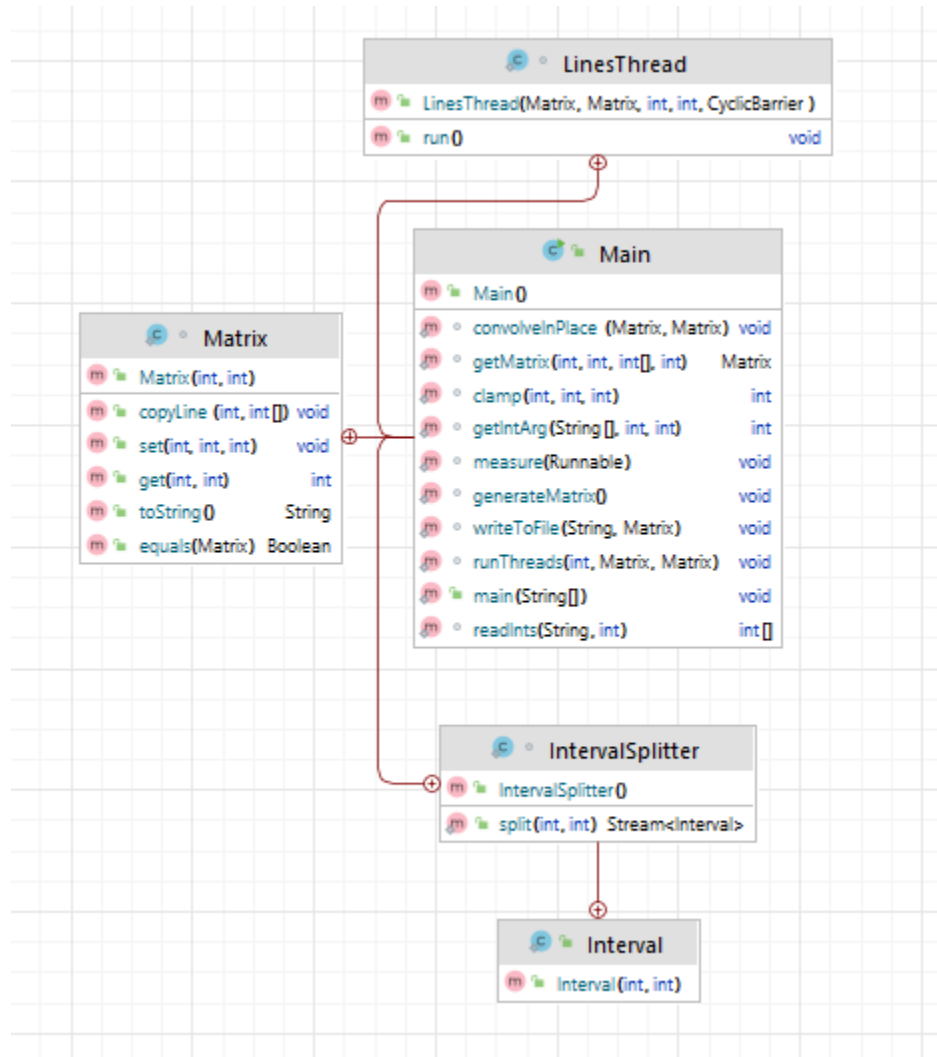 LinesThread
LinesThread(Matrix, Matrix, int, int, CyclicBarrier )
run() void
Main
Main()
convolveInPlace (Matrix, Matrix) void
getMatrix(int, int, int[], int) Matrix
clamp(int, int, int) int
getIntArg(String[], int, int) int
measure(Runnable) void
generateMatrix() void
writeToFile(String, Matrix) void
runThreads(int, Matrix, Matrix) void
main(String[]) void
readInts(String, int) int[]
Matrix
Matrix(int, int)
copyLine (int, int[]) void
set(int, int, int) void
get(int, int) int
toString() String
equals(Matrix) Boolean
IntervalSplitter
IntervalSplitter()
split(int, int) Stream<Interval>
Interval
Interval(int, int)